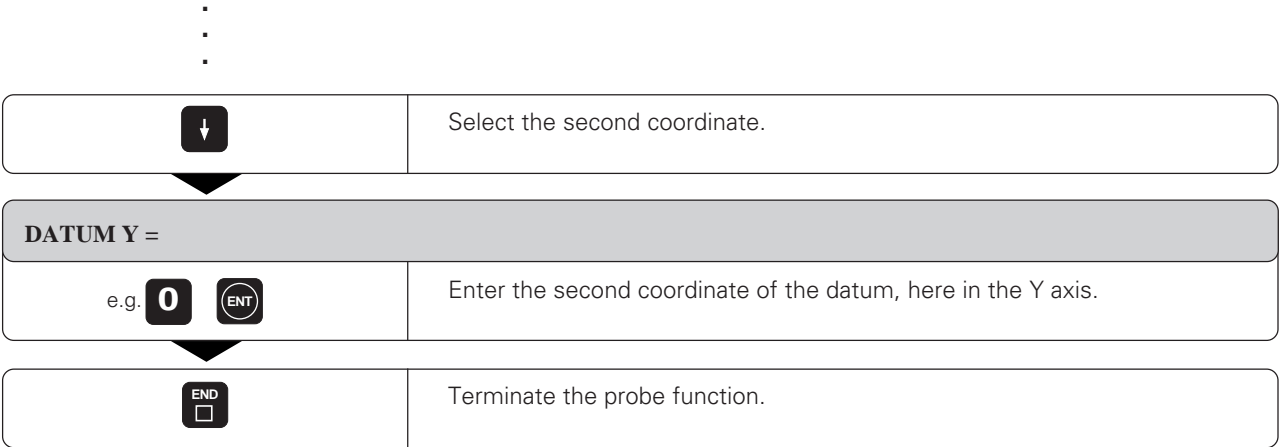 .
.
.
Select the second coordinate.
DATUM Y =
e.g. 0 ENT
Enter the second coordinate of the datum, here in the Y axis.
END
Terminate the probe function.